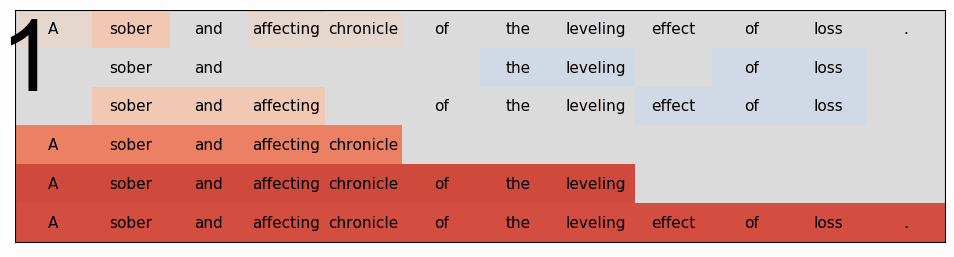 1
A sober and affecting chronicle of the leveling effect of loss .
sober and the leveling of loss
sober and affecting of the leveling effect of loss
A sober and affecting chronicle
A sober and affecting chronicle of the leveling
A sober and affecting chronicle of the leveling effect of loss .